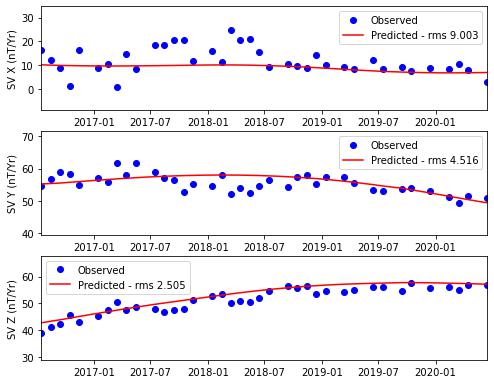 SV X (nT/Yr)
30
20
10
0
Observed
Predicted - rms 9.003
2017-01 2017-07 2018-01 2018-07 2019-01 2019-07 2020-01
SV Y (nT/Yr)
70
60
50
40
Observed
Predicted - rms 4.516
2017-01 2017-07 2018-01 2018-07 2019-01 2019-07 2020-01
SV Z (nT/Yr)
60
50
40
30
Observed
Predicted - rms 2.505
2017-01 2017-07 2018-01 2018-07 2019-01 2019-07 2020-01